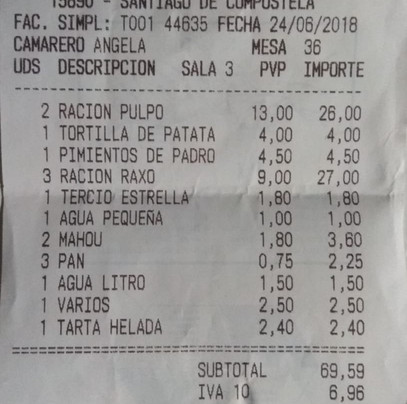 15690 - SANTIAGO DE COMPOSTELA
FAC. SIMPL: T001 44635 FECHA 24/06/2018
CAMARERO ANGELA MESA 36
UDS DESCRIPCION SALA 3 PVP IMPORTE
2 RACION PULPO 13,00 26,00
1 TORTILLA DE PATATA 4,00 4,00
1 PIMIENTOS DE PADRO 4,50 4,50
3 RACION RAXO 9,00 27,00
1 TERCIO ESTRELLA 1,80 1,80
1 AGUA PEQUEÑA 1,00 1,00
2 MAHOU 1,80 3,60
3 PAN 0,75 2,25
1 AGUA LITRO 1,50 1,50
1 VARIOS 2,50 2,50
1 TARTA HELADA 2,40 2,40
SUBTOTAL 69,59
IVA 10 6,96